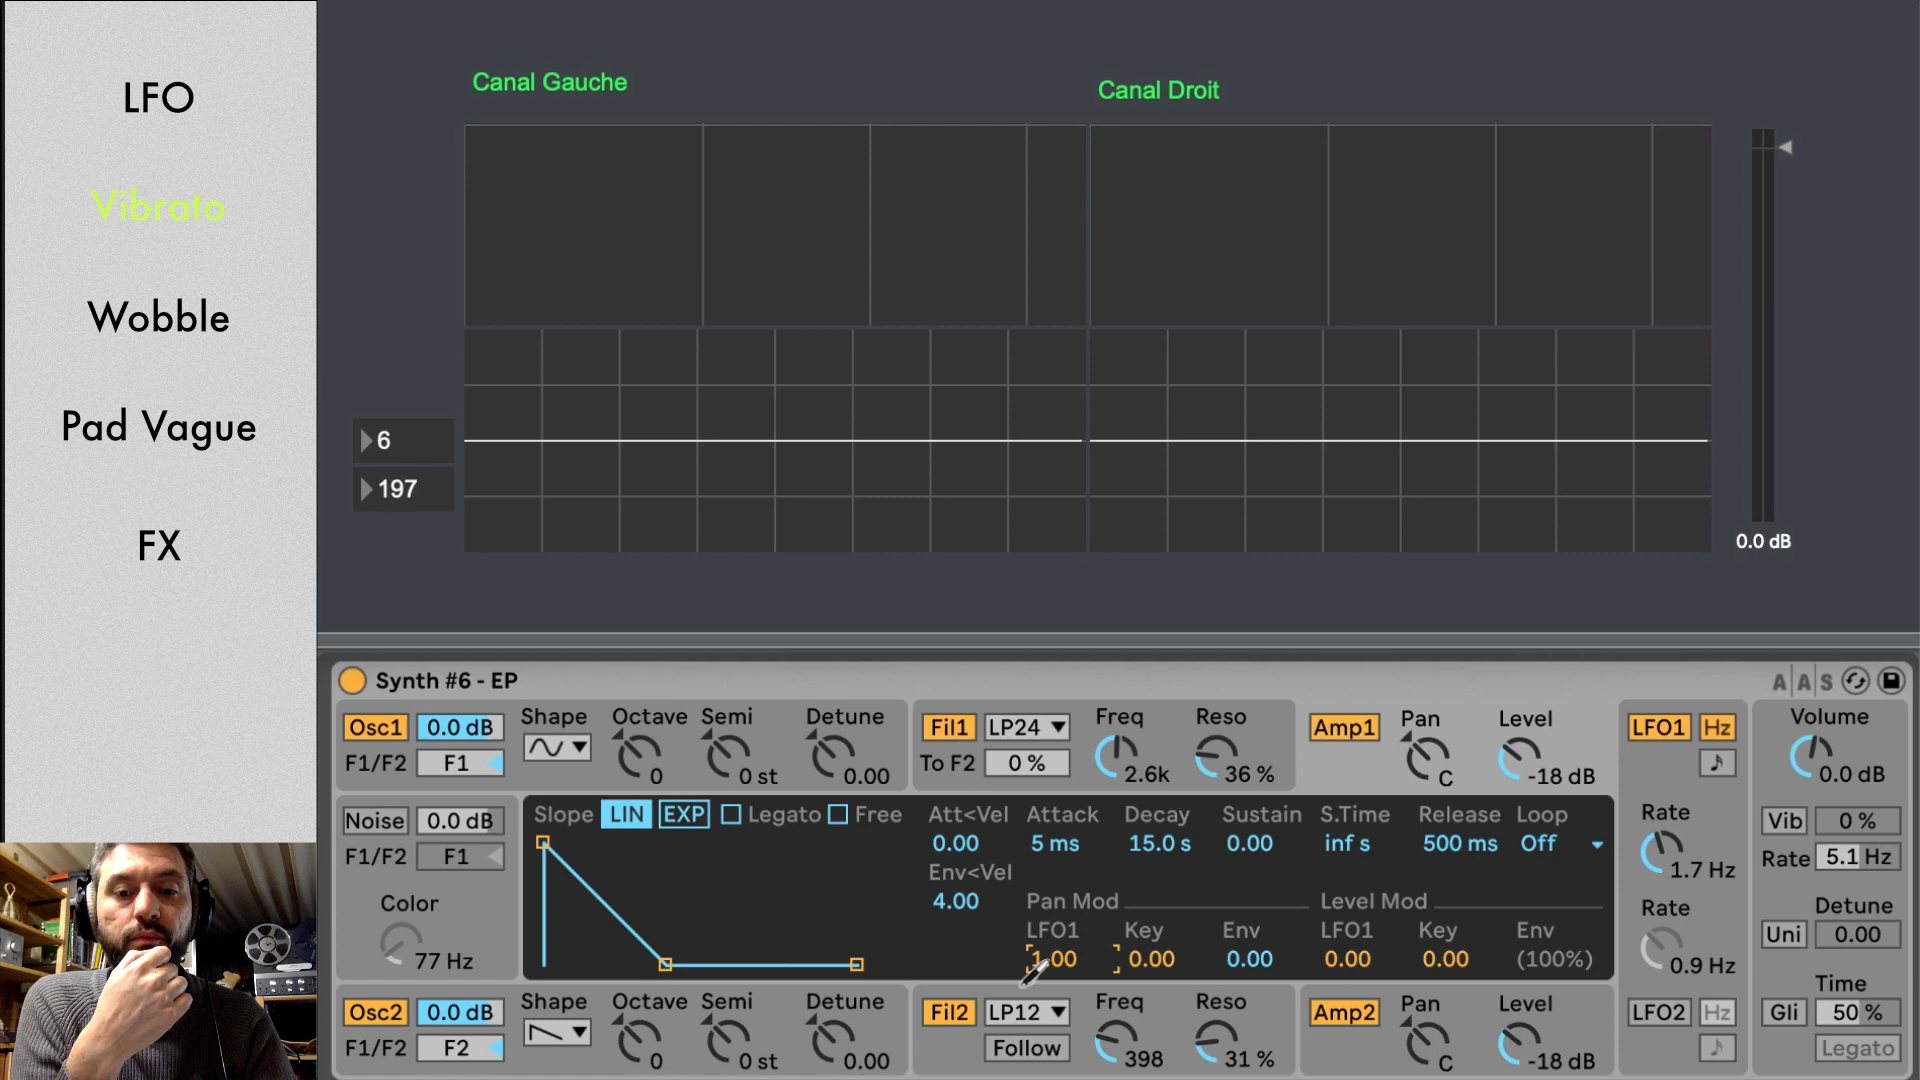 LFO
Vibrato
Wobble
Pad Vague
FX
Canal Gauche
Canal Droit
6
197
0.0 dB
Synth #6 - EP
A|A|S
Osc1 0.0 dB Shape Octave Semi Detune
F1/F2 F1 0 0 st 0.00
Fil1 LP24 Freq Reso
To F2 0 % 2.6k 36 %
Amp1 Pan Level
C -18 dB
LFO1 Hz
Volume
0.0 dB
Noise 0.0 dB
F1/F2 F1
Color
77 Hz
Slope LIN EXP Legato Free
Att<Vel Attack Decay Sustain S.Time Release Loop
0.00 5 ms 15.0 s 0.00 inf s 500 ms Off
Env<Vel
4.00
Pan Mod Level Mod
LFO1 Key Env LFO1 Key Env
1.00 0.00 0.00 0.00 0.00 (100%)
Rate
1.7 Hz
Rate
0.9 Hz
Vib 0 %
Rate 5.1 Hz
Detune
Uni 0.00
Time
Gli 50 %
Legato
Osc2 0.0 dB Shape Octave Semi Detune
F1/F2 F2 0 0 st 0.00
Fil2 LP12 Freq Reso
Follow 398 31 %
Amp2 Pan Level
C -18 dB
LFO2 Hz